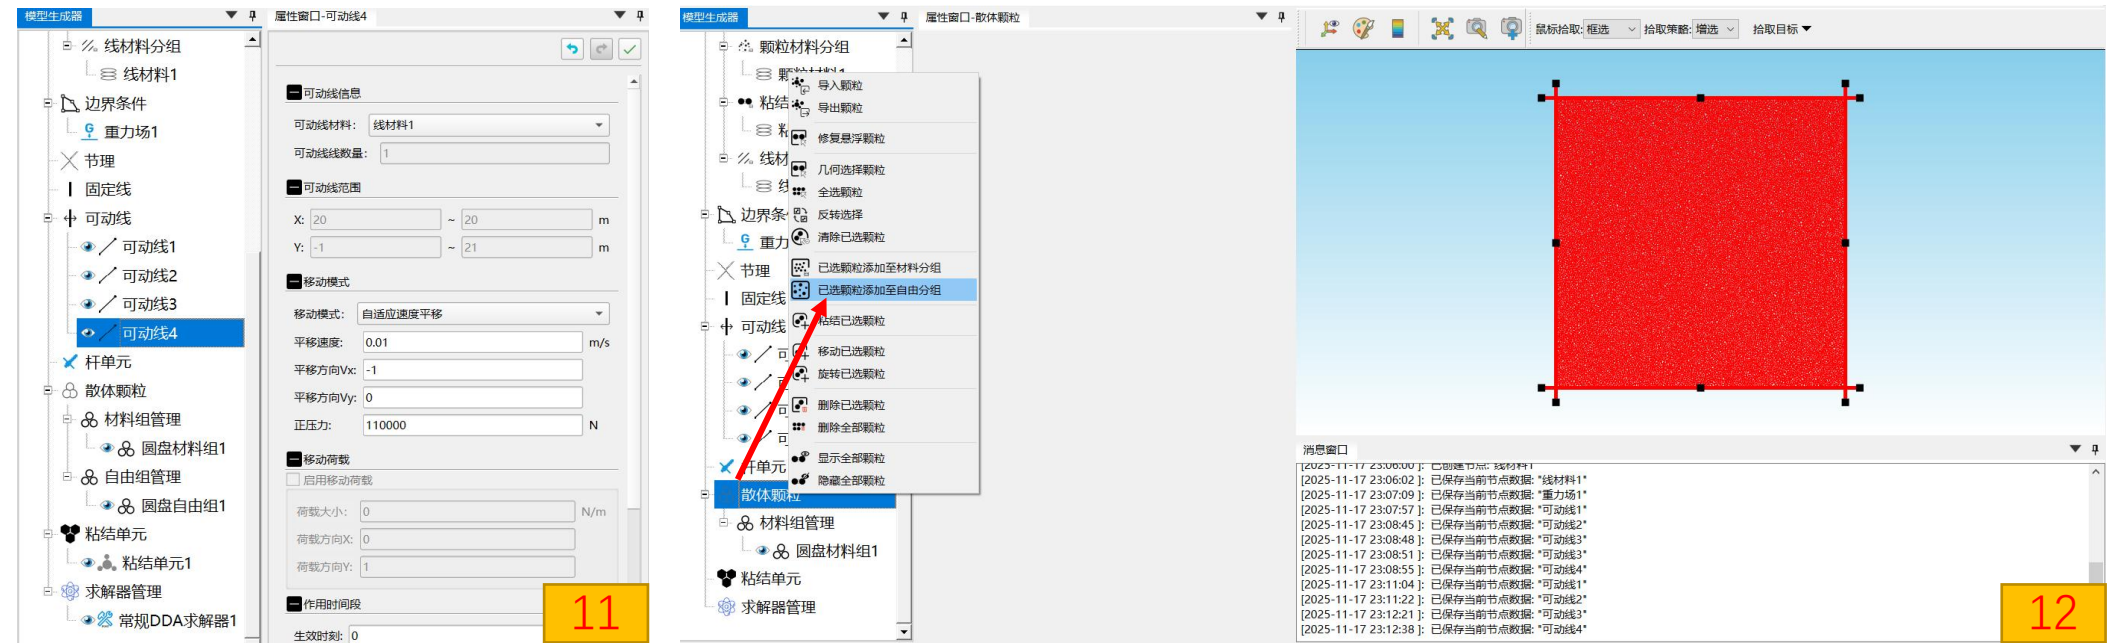 模型生成器
线材料分组
线材料1
边界条件
重力场1
节理
固定线
可动线
可动线1
可动线2
可动线3
可动线4
杆单元
散体颗粒
材料组管理
圆盘材料组1
自由组管理
圆盘自由组1
粘结单元
粘结单元1
求解器管理
常规DDA求解器1
属性窗口-可动线4
可动线信息
可动线材料: 线材料1
可动线线数量: 1
可动线范围
X: 20 ~ 20 m
Y: -1 ~ 21 m
移动模式
移动模式: 自适应速度平移
平移速度: 0.01 m/s
平移方向Vx: -1
平移方向Vy: 0
正压力: 110000 N
移动荷载
启用移动荷载
荷载大小: 0 N/m
荷载方向X: 0
荷载方向Y: 1
作用时间段
生效时刻: 0
11
模型生成器
颗粒材料分组
粘结
线材
边界条
重力
节理
固定线
可动线
杆单元
散体颗粒
材料组管理
圆盘材料组1
粘结单元
求解器管理
导入颗粒
导出颗粒
修复悬浮颗粒
几何选择颗粒
全选颗粒
反转选择
清除已选颗粒
已选颗粒添加至材料分组
已选颗粒添加至自由分组
粘结已选颗粒
移动已选颗粒
旋转已选颗粒
删除已选颗粒
删除全部颗粒
显示全部颗粒
隐藏全部颗粒
属性窗口-散体颗粒
鼠标拾取: 框选 拾取策略: 增选 拾取目标
消息窗口
[2025-11-17 23:06:00 ]: 已创建节点: 线材料1
[2025-11-17 23:06:02 ]: 已保存当前节点数据: "线材料1"
[2025-11-17 23:07:09 ]: 已保存当前节点数据: "重力场1"
[2025-11-17 23:07:57 ]: 已保存当前节点数据: "可动线1"
[2025-11-17 23:08:45 ]: 已保存当前节点数据: "可动线2"
[2025-11-17 23:08:48 ]: 已保存当前节点数据: "可动线3"
[2025-11-17 23:08:51 ]: 已保存当前节点数据: "可动线3"
[2025-11-17 23:08:55 ]: 已保存当前节点数据: "可动线4"
[2025-11-17 23:11:04 ]: 已保存当前节点数据: "可动线1"
[2025-11-17 23:11:22 ]: 已保存当前节点数据: "可动线2"
[2025-11-17 23:12:21 ]: 已保存当前节点数据: "可动线3"
[2025-11-17 23:12:38 ]: 已保存当前节点数据: "可动线4"
12